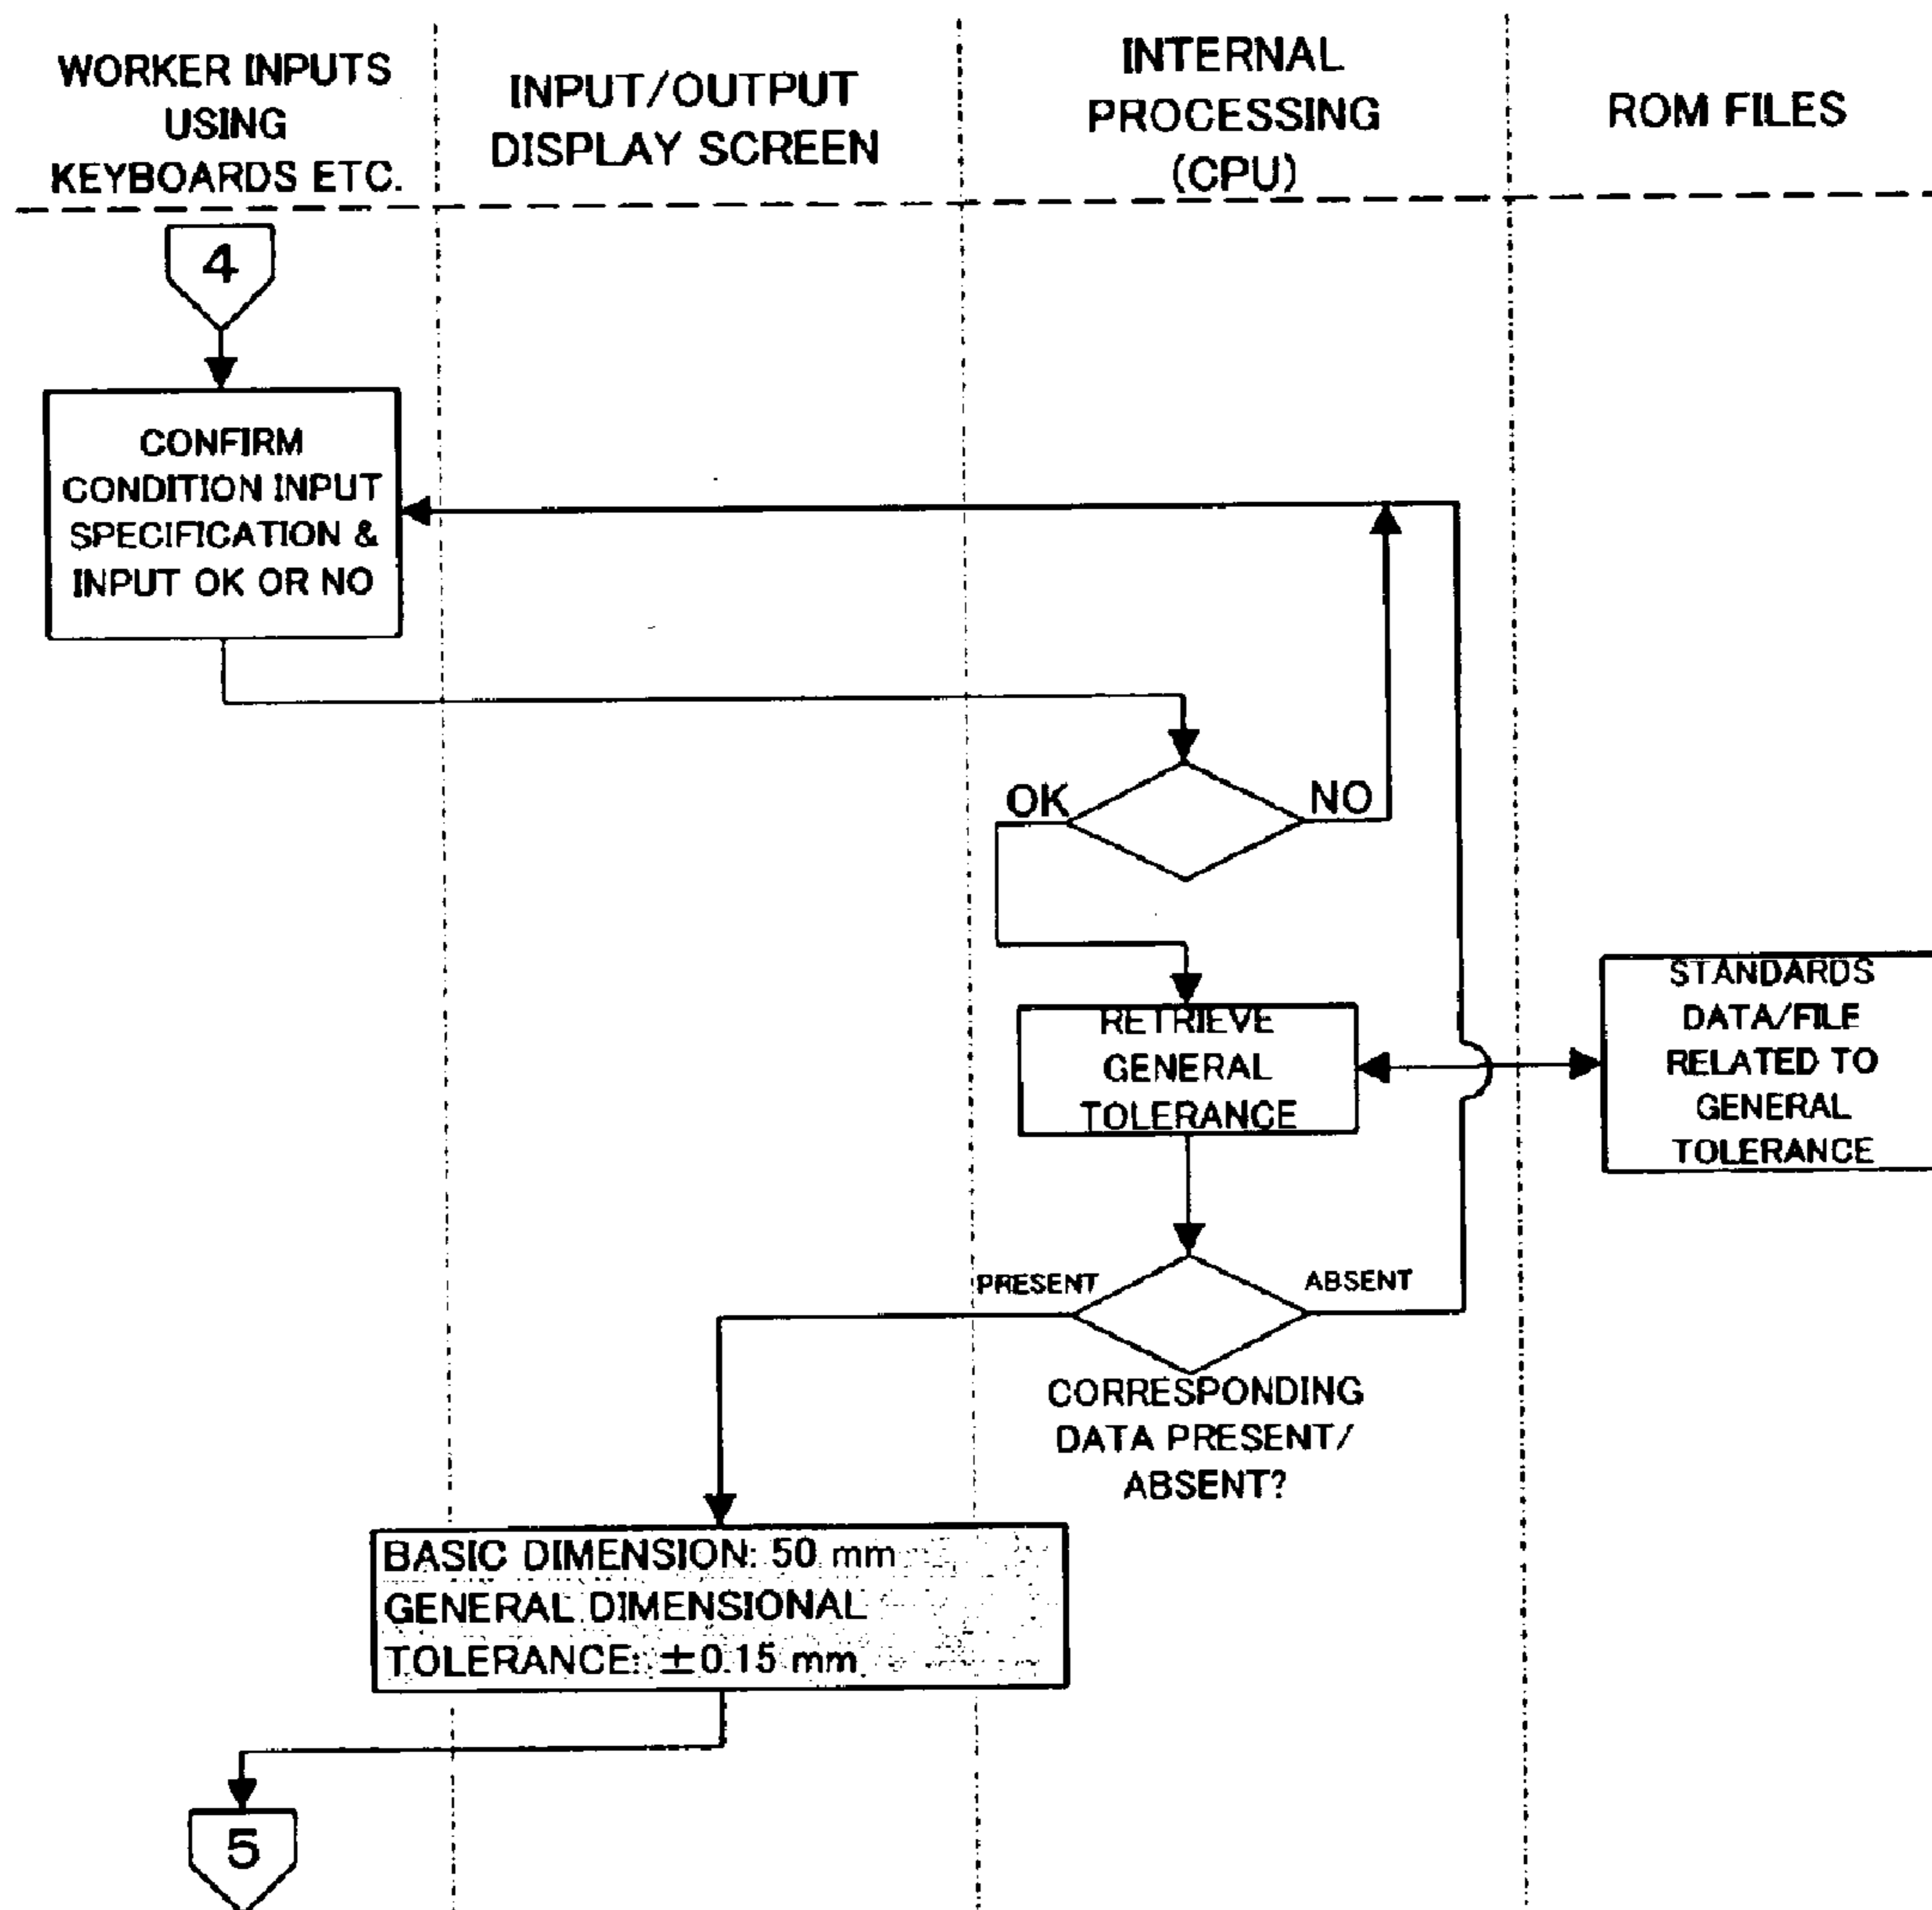 WORKER INPUTS
USING
KEYBOARDS ETC.
INPUT/OUTPUT
DISPLAY SCREEN
INTERNAL
PROCESSING
(CPU)
ROM FILES
4
CONFIRM
CONDITION INPUT
SPECIFICATION &
INPUT OK OR NO
OK
NO
RETRIEVE
GENERAL
TOLERANCE
STANDARDS
DATA/FILE
RELATED TO
GENERAL
TOLERANCE
PRESENT
ABSENT
CORRESPONDING
DATA PRESENT/
ABSENT?
BASIC DIMENSION: 50 mm
GENERAL DIMENSIONAL
TOLERANCE: ±0.15 mm
5